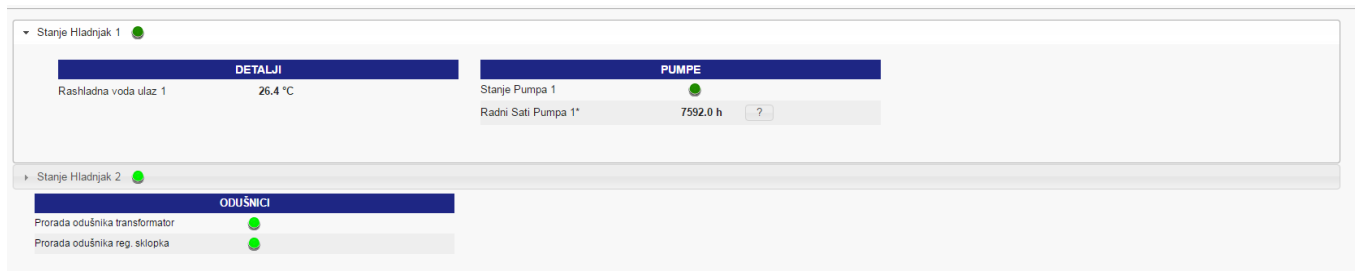 Stanje Hladnjak 1
DETALJI
Rashladna voda ulaz 1 26.4 °C
PUMPE
Stanje Pumpa 1
Radni Sati Pumpa 1* 7592.0 h ?
Stanje Hladnjak 2
ODUŠNICI
Prorada odušnika transformator
Prorada odušnika reg. sklopka